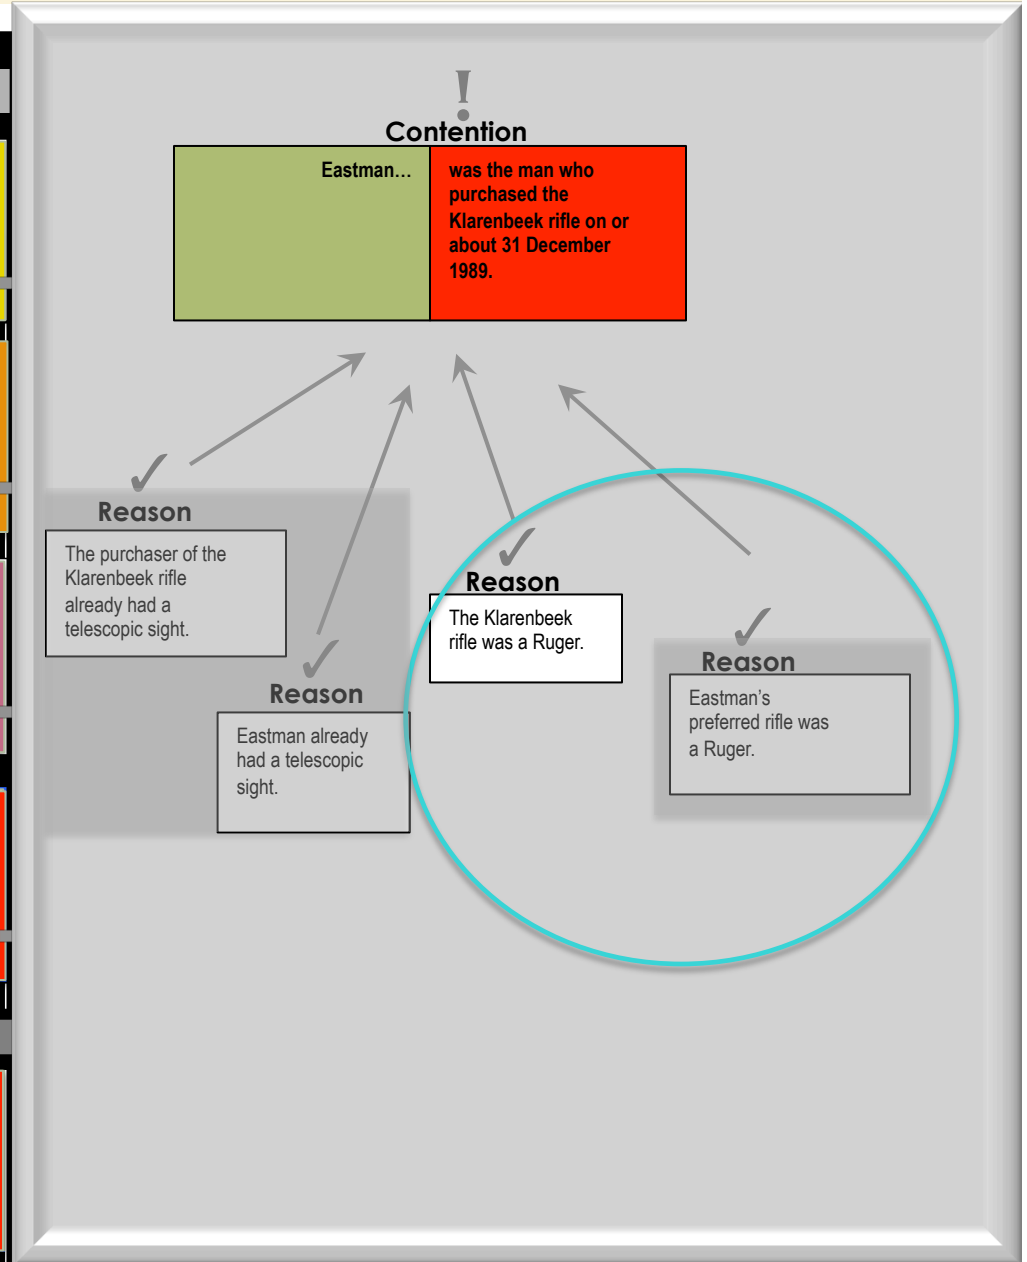 !
Contention
Eastman…
was the man who
purchased the
Klarenbeek rifle on or
about 31 December
1989.
Reason
The purchaser of the
Klarenbeek rifle
already had a
telescopic sight.
Reason
Eastman already
had a telescopic
sight.
Reason
The Klarenbeek
rifle was a Ruger.
Reason
Eastman’s
preferred rifle was
a Ruger.